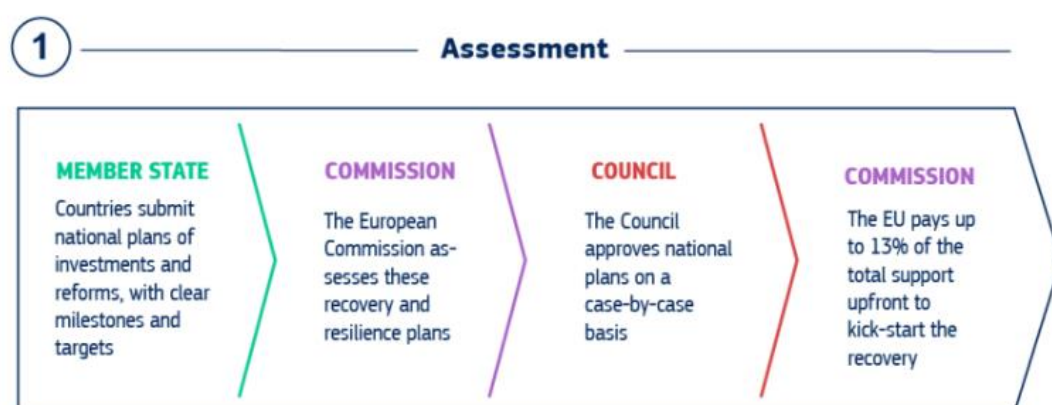 1
Assessment
MEMBER STATE
Countries submit
national plans of
investments and
reforms, with clear
milestones and
targets
COMMISSION
The European
Commission as-
sesses these
recovery and
resilience plans
COUNCIL
The Council
approves national
plans on a
case-by-case
basis
COMMISSION
The EU pays up
to 13% of the
total support
upfront to
kick-start the
recovery